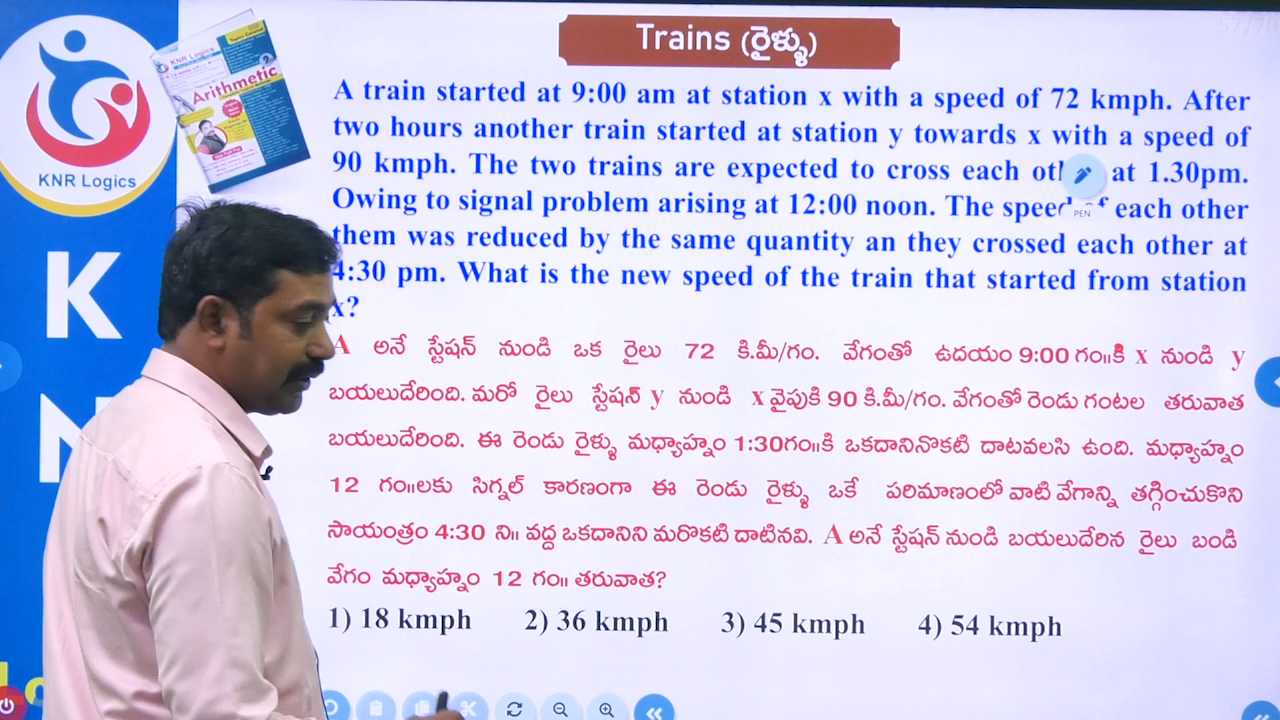 57/70
Trains (రైళ్ళు)
KNR Logics
Arithmetic
KNR Logics
A train started at 9:00 am at station x with a speed of 72 kmph. After
two hours another train started at station y towards x with a speed of
90 kmph. The two trains are expected to cross each at 1.30pm.
PEN
Owing to signal problem arising at 12:00 noon. The speed of each other
them was reduced by the same quantity an they crossed each other at
4:30 pm. What is the new speed of the train that started from station
x?
A అనే స్టేషన్ నుండి ఒక రైలు 72 కి.మీ/గం. వేగంతో ఉదయం 9:00 గం॥కి x నుండి y
బయలుదేరింది. మరో రైలు స్టేషన్ y నుండి x వైపుకి 90 కి.మీ/గం. వేగంతో రెండు గంటల తరువాత
బయలుదేరింది. ఈ రెండు రైళ్ళు మధ్యాహ్నం 1:30గం॥కి ఒకదానినొకటి దాటవలసి ఉంది. మధ్యాహ్నం
12 గం॥లకు సిగ్నల్ కారణంగా ఈ రెండు రైళ్ళు ఒకే పరిమాణంలో వాటి వేగాన్ని తగ్గించుకొని
సాయంత్రం 4:30 ని॥ వద్ద ఒకదానిని మరొకటి దాటినవి. A అనే స్టేషన్ నుండి బయలుదేరిన రైలు బండి
వేగం మధ్యాహ్నం 12 గం॥ తరువాత?
1) 18 kmph 2) 36 kmph 3) 45 kmph 4) 54 kmph
K
N